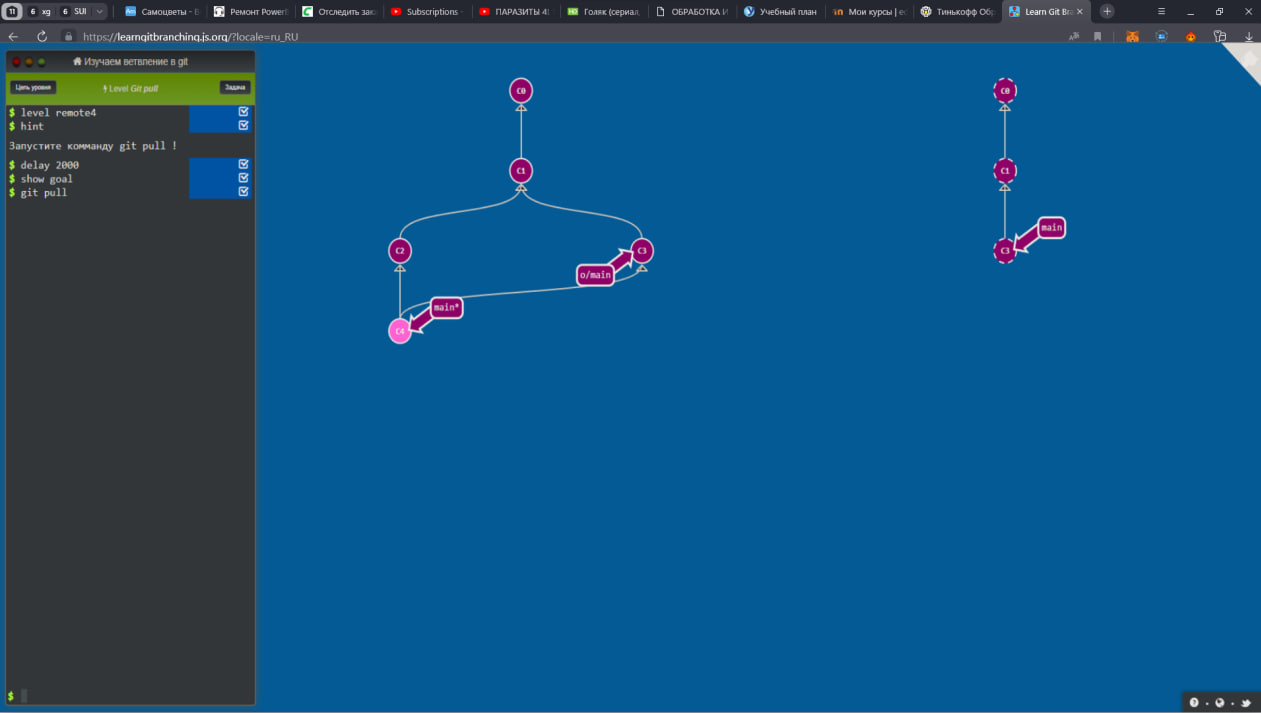 11
6 xg
6 SUI
Самоцветы - В
Ремонт PowerB
Отследить зака
Subscriptions -
ПАРАЗИТЫ 4
Голяк (сериал,
ОБРАБОТКА И
Учебный план
Мои курсы | ec
Тинькофф Обр
Learn Git Bra
https://learngitbranching.js.org/?locale=ru_RU
Изучаем ветвление в git
Цель уровня
Level Git pull
Задача
$ level remote4
$ hint
Запустите комманду git pull !
$ delay 2000
$ show goal
$ git pull
$
C0
C1
C2
C3
o/main
main*
C4
C0
C1
main
C3